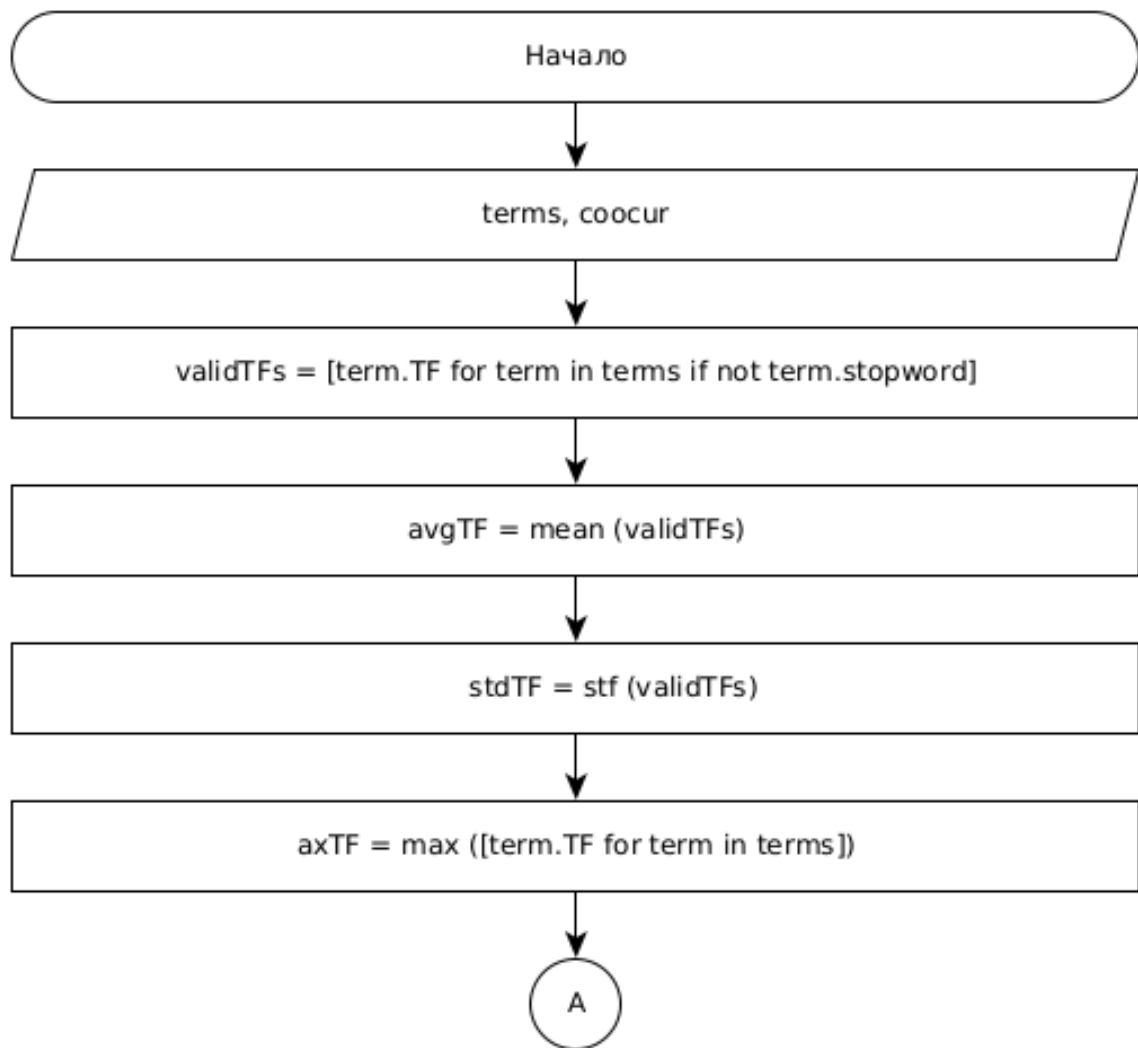 Начало
terms, coocur
validTFs = [term.TF for term in terms if not term.stopword]
avgTF = mean (validTFs)
stdTF = stf (validTFs)
axTF = max ([term.TF for term in terms])
A